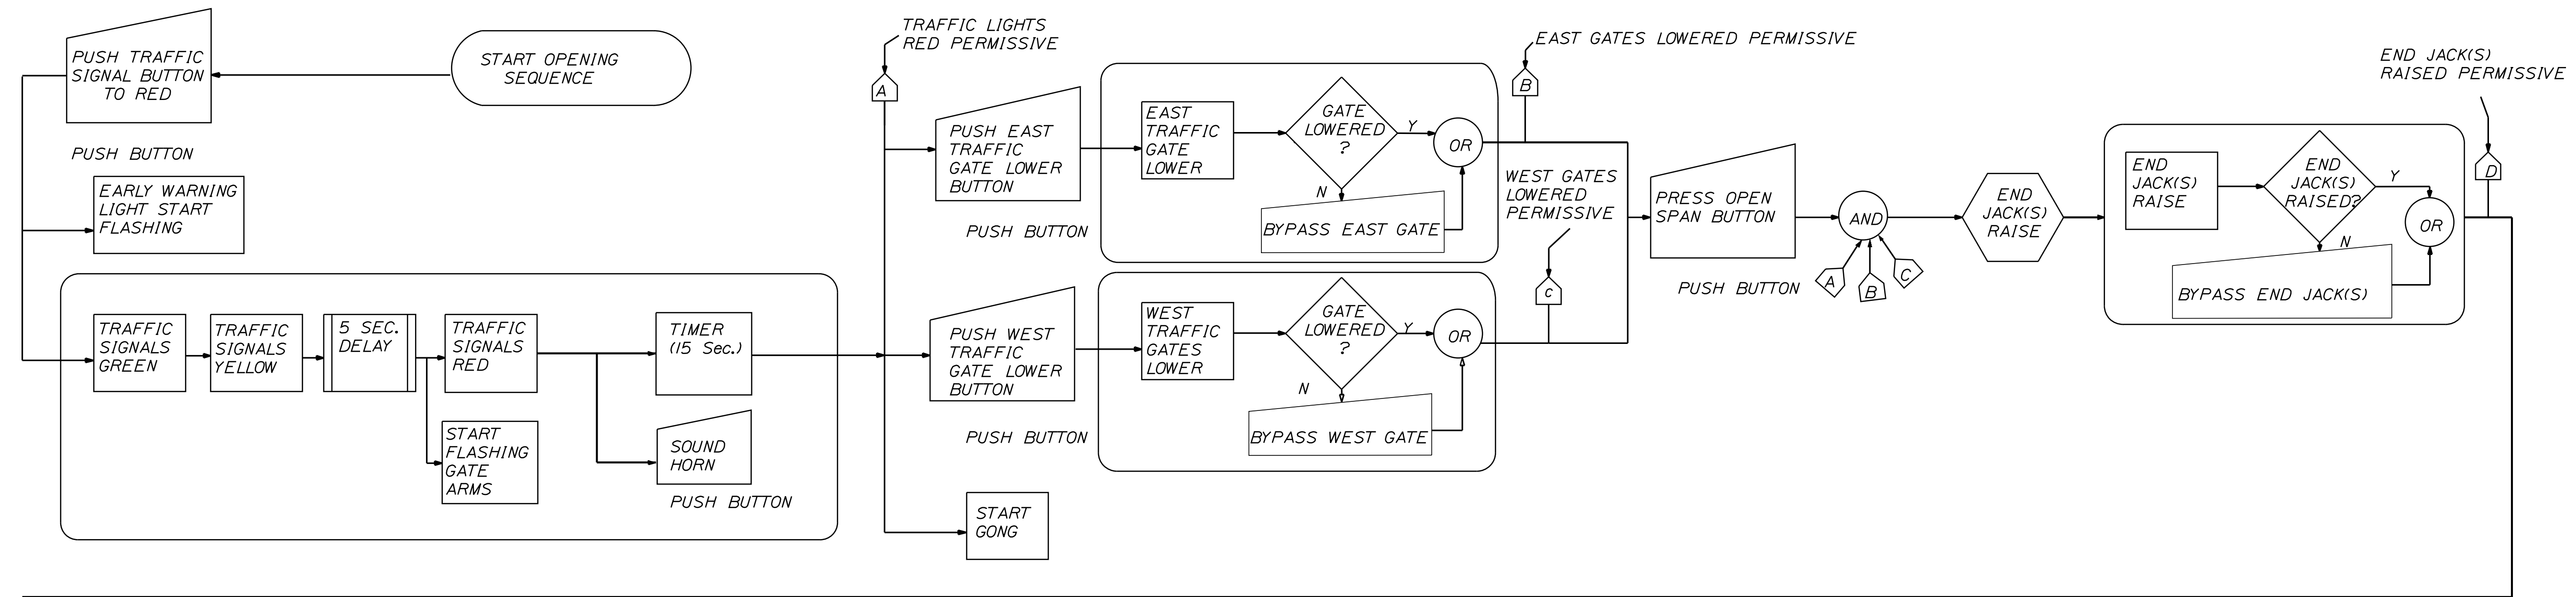 PUSH TRAFFIC
SIGNAL BUTTON
TO RED
START OPENING
SEQUENCE
PUSH BUTTON
EARLY WARNING
LIGHT START
FLASHING
TRAFFIC
SIGNALS
GREEN
TRAFFIC
SIGNALS
YELLOW
5 SEC.
DELAY
TRAFFIC
SIGNALS
RED
START
FLASHING
GATE
ARMS
TIMER
(15 Sec.)
SOUND
HORN
PUSH BUTTON
TRAFFIC LIGHTS
RED PERMISSIVE
A
PUSH EAST
TRAFFIC
GATE LOWER
BUTTON
PUSH BUTTON
EAST
TRAFFIC
GATE
LOWER
GATE
LOWERED
?
Y
N
OR
BYPASS EAST GATE
EAST GATES LOWERED PERMISSIVE
B
PUSH WEST
TRAFFIC
GATE LOWER
BUTTON
PUSH BUTTON
WEST
TRAFFIC
GATES
LOWER
GATE
LOWERED
?
Y
N
OR
BYPASS WEST GATE
WEST GATES
LOWERED
PERMISSIVE
c
START
GONG
PRESS OPEN
SPAN BUTTON
PUSH BUTTON
AND
A
B
C
END
JACK(S)
RAISE
END
JACK(S)
RAISE
END
JACK(S)
RAISED?
Y
N
OR
BYPASS END JACK(S)
END JACK(S)
RAISED PERMISSIVE
D